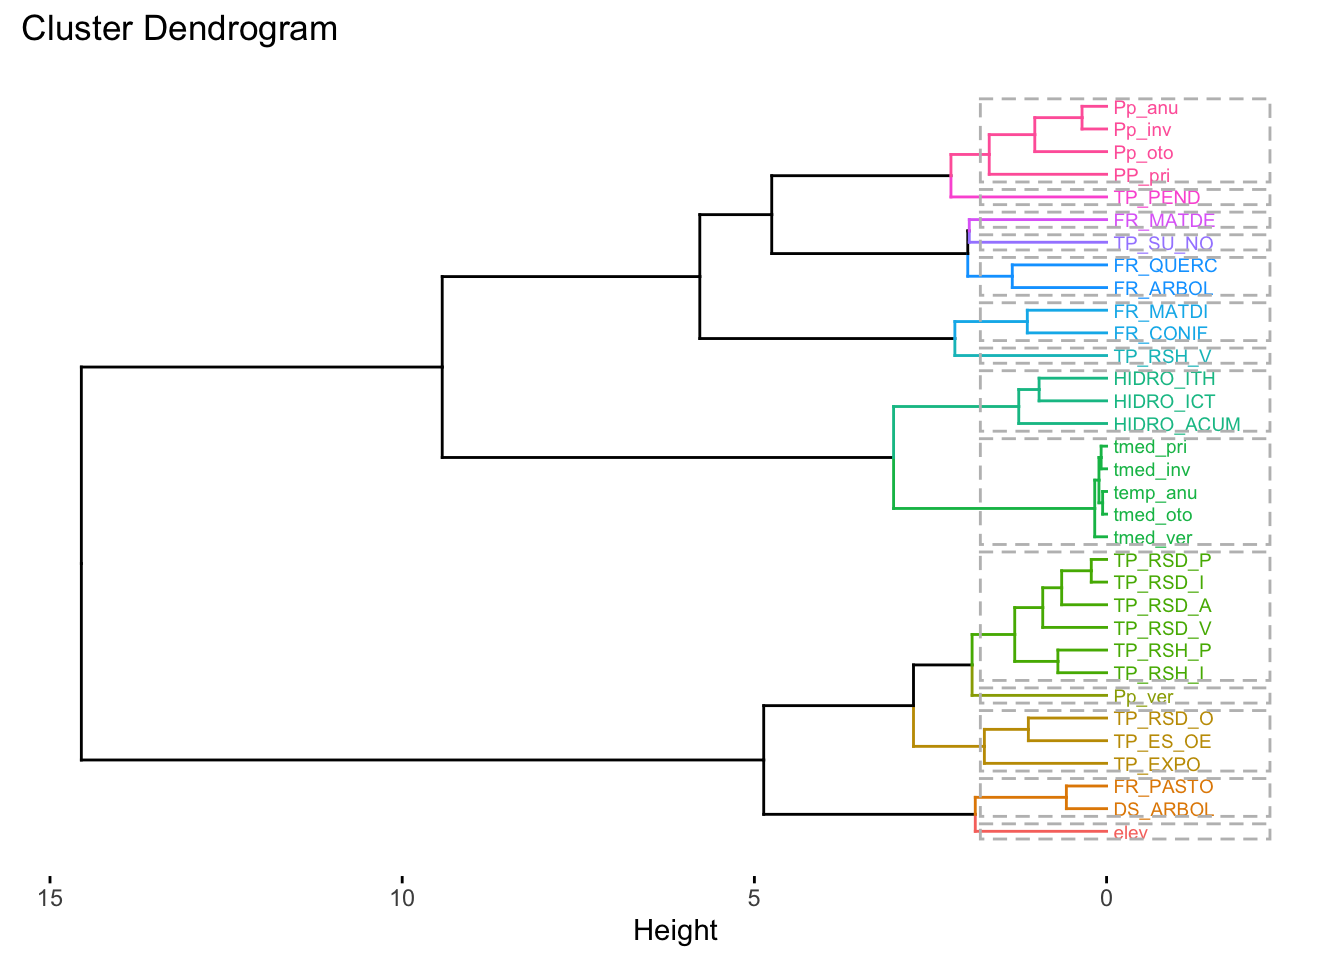 Cluster Dendrogram
Pp_anu
Pp_inv
Pp_oto
PP_pri
TP_PEND
FR_MATDE
TP_SU_NO
FR_QUERC
FR_ARBOL
FR_MATDI
FR_CONIF
TP_RSH_V
HIDRO_ITH
HIDRO_ICT
HIDRO_ACUM
tmed_pri
tmed_inv
temp_anu
tmed_oto
tmed_ver
TP_RSD_P
TP_RSD_I
TP_RSD_A
TP_RSD_V
TP_RSH_P
TP_RSH_I
Pp_ver
TP_RSD_O
TP_ES_OE
TP_EXPO
FR_PASTO
DS_ARBOL
elev
15 10 5 0
Height